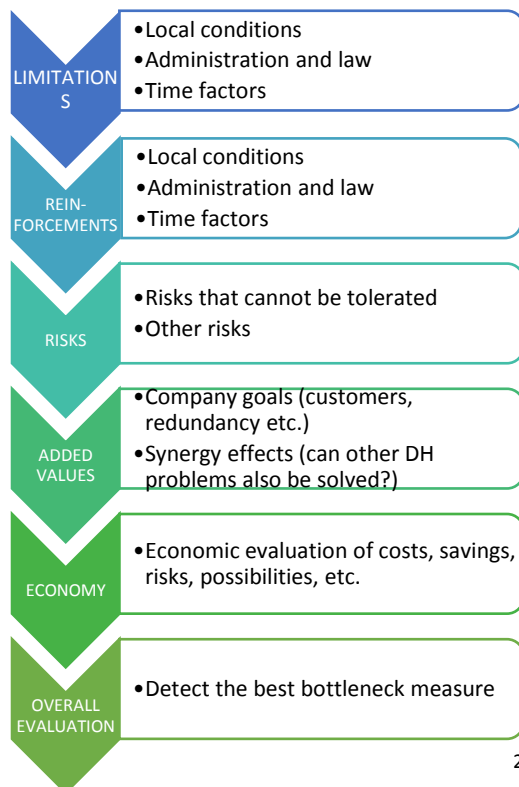 LIMITATION
S
•Local conditions
•Administration and law
•Time factors
REIN-
FORCEMENTS
•Local conditions
•Administration and law
•Time factors
RISKS
•Risks that cannot be tolerated
•Other risks
ADDED
VALUES
•Company goals (customers,
redundancy etc.)
•Synergy effects (can other DH
problems also be solved?)
ECONOMY
•Economic evaluation of costs, savings,
risks, possibilities, etc.
OVERALL
EVALUATION
•Detect the best bottleneck measure
2